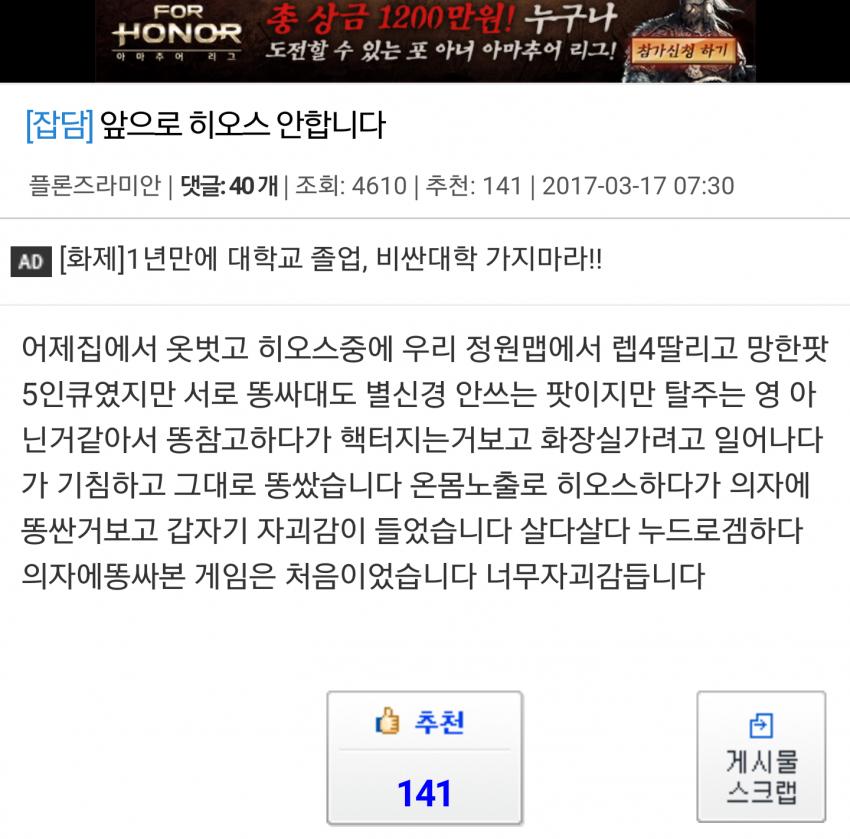 FOR
HONOR
아마추어 리그
총 상금 1200만원! 누구나
도전할 수 있는 포 아너 아마추어 리그!
참가신청 하기
[잡담] 앞으로 히오스 안합니다
플론즈라미안 | 댓글: 40 개 | 조회: 4610 | 추천: 141 | 2017-03-17 07:30
AD [화제]1년만에 대학교 졸업, 비싼대학 가지마라!!
어제집에서 옷벗고 히오스중에 우리 정원맵에서 렙4딸리고 망한팟
5인큐였지만 서로 똥싸대도 별신경 안쓰는 팟이지만 탈주는 영 아
닌거같아서 똥참고하다가 핵터지는거보고 화장실가려고 일어나다
가 기침하고 그대로 똥쌌습니다 온몸노출로 히오스하다가 의자에
똥싼거보고 갑자기 자괴감이 들었습니다 살다살다 누드로겜하다
의자에똥싸본 게임은 처음이었습니다 너무자괴감듭니다
추천
141
게시물
스크랩